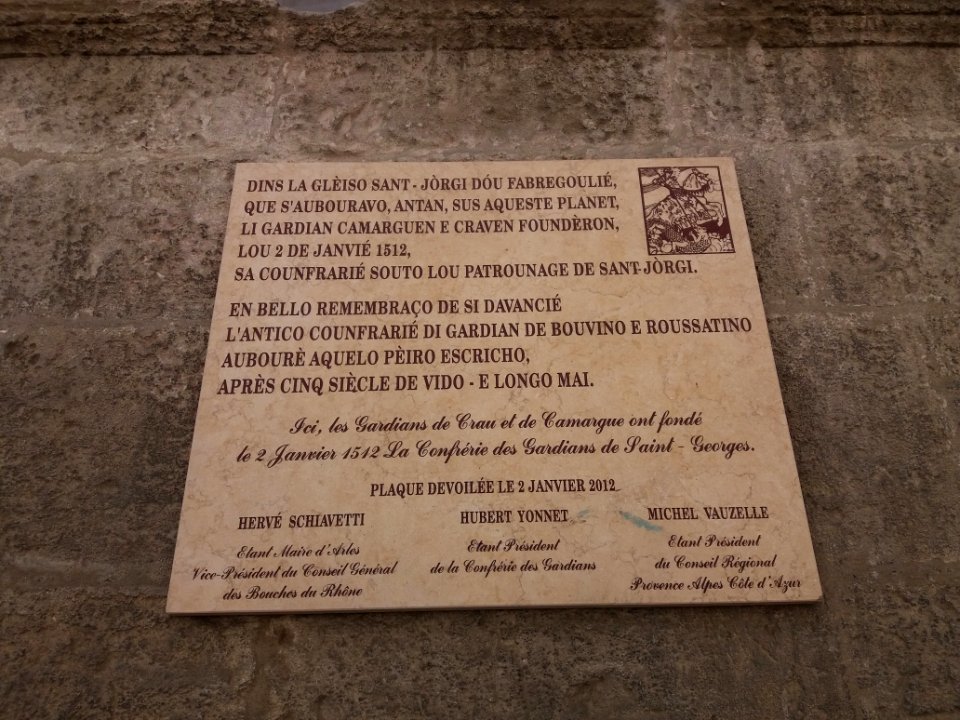 DINS LA GLÈISO SANT - JÒRGI DÓU FABREGOULIÉ,
QUE S'AUBOURAVO, ANTAN, SUS AQUESTE PLANET,
LI GARDIAN CAMARGUEN E CRAVEN FOUNDÈRON,
LOU 2 DE JANVIÉ 1512,
SA COUNFRARIÉ SOUTO LOU PATROUNAGE DE SANT-JÒRGI.
EN BELLO REMEMBRAÇO DE SI DAVANCIÉ
L'ANTICO COUNFRARIÉ DI GARDIAN DE BOUVINO E ROUSSATINO
AUBOURÈ AQUELO PÈIRO ESCRICHO,
APRÈS CINQ SIÈCLE DE VIDO - E LONGO MAI.
Ici, les Gardians de Crau et de Camargue ont fondé
le 2 Janvier 1512 La Confrérie des Gardians de Saint - Georges.
PLAQUE DEVOILÉE LE 2 JANVIER 2012
HERVÉ SCHIAVETTI
Etant Maire d'Arles
Vice-Président du Conseil Général
des Bouches du Rhône
HUBERT YONNET
Etant Président
de la Confrérie des Gardians
MICHEL VAUZELLE
Etant Président
du Conseil Régional
Provence Alpes Côte d'Azur